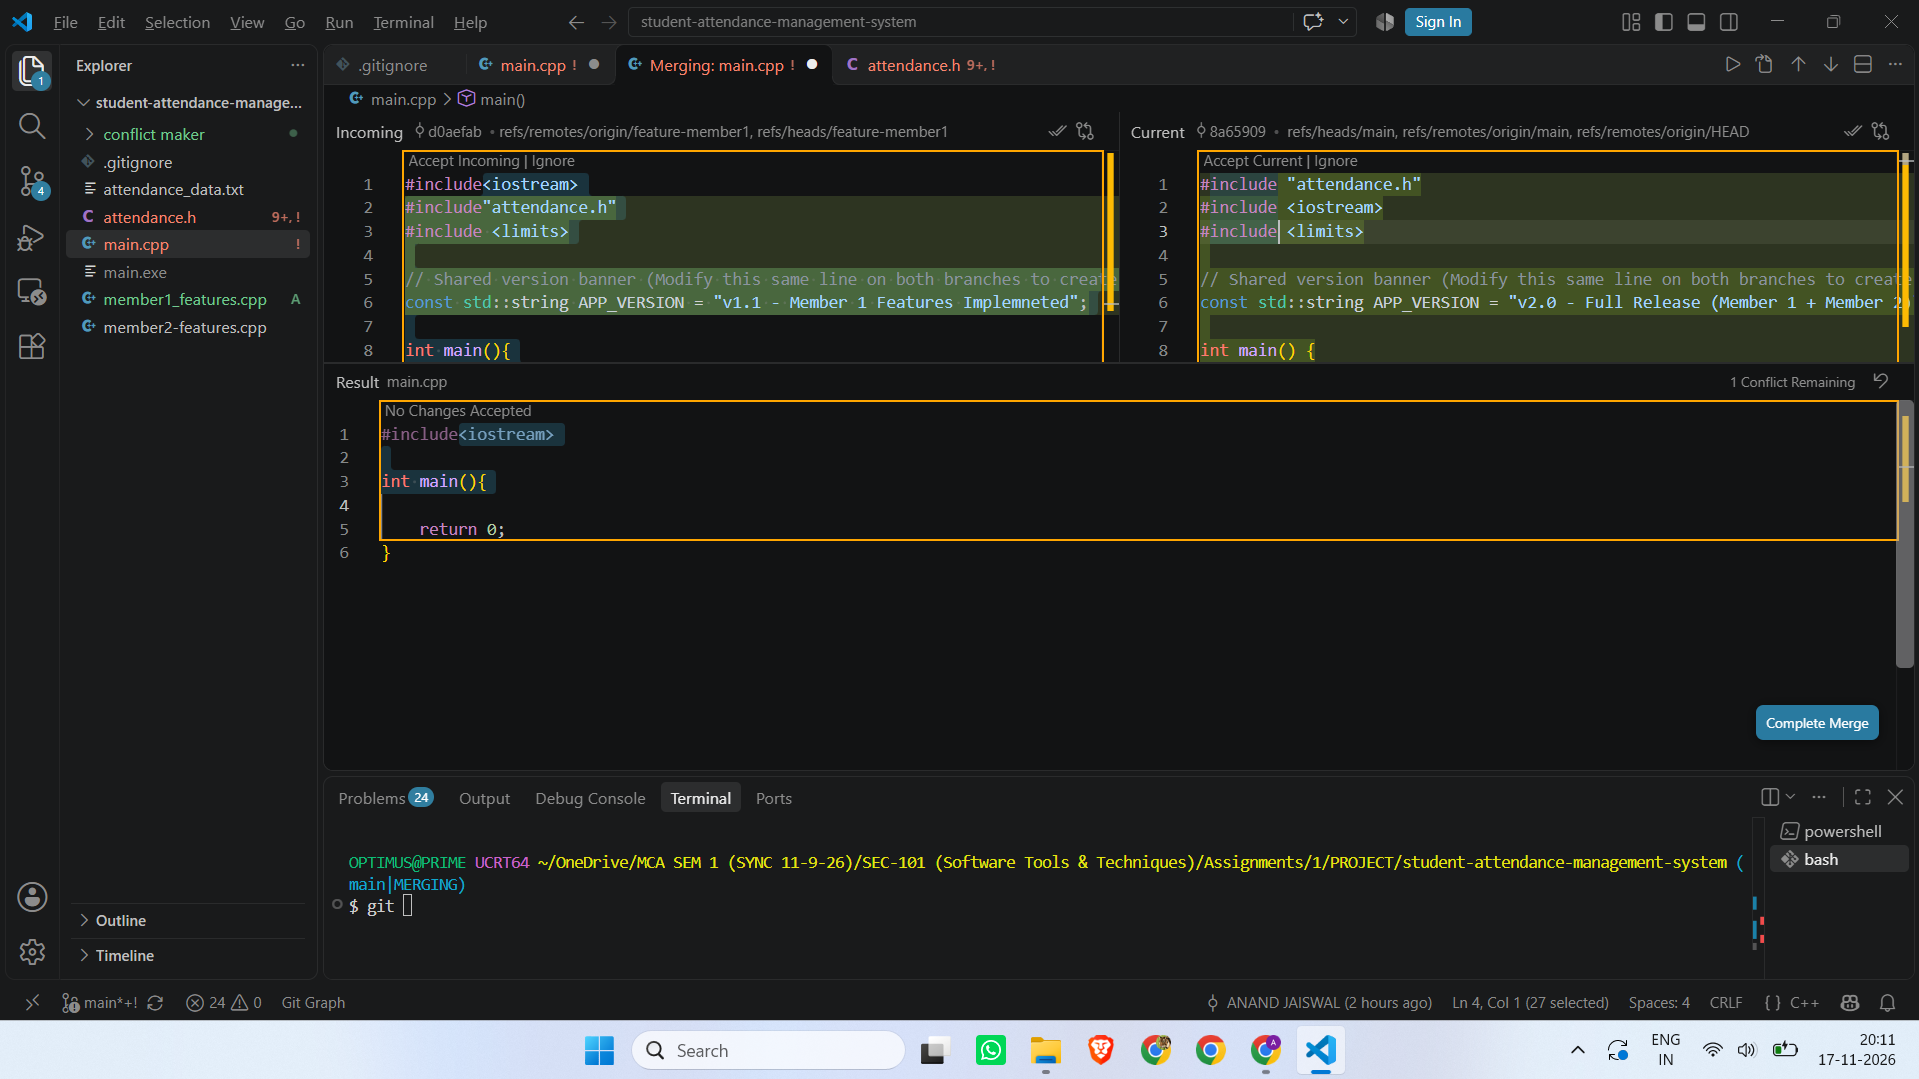 File Edit Selection View Go Run Terminal Help
student-attendance-management-system
Sign In
Explorer
student-attendance-manage...
conflict maker
.gitignore
attendance_data.txt
attendance.h 9+, !
main.cpp !
main.exe
member1_features.cpp A
member2-features.cpp
Outline
Timeline
1
4
.gitignore
main.cpp !
Merging: main.cpp !
attendance.h 9+, !
main.cpp > main()
Incoming d0aefab • refs/remotes/origin/feature-member1, refs/heads/feature-member1
Accept Incoming | Ignore
1 #include<iostream>
2 #include"attendance.h"
3 #include <limits>
4
5 // Shared version banner (Modify this same line on both branches to create
6 const std::string APP_VERSION = "v1.1 - Member 1 Features Implemneted";
7
8 int main(){
Current 8a65909 • refs/heads/main, refs/remotes/origin/main, refs/remotes/origin/HEAD
Accept Current | Ignore
1 #include "attendance.h"
2 #include <iostream>
3 #include <limits>
4
5 // Shared version banner (Modify this same line on both branches to create
6 const std::string APP_VERSION = "v2.0 - Full Release (Member 1 + Member 2)
7
8 int main() {
Result main.cpp
1 Conflict Remaining
No Changes Accepted
1 #include<iostream>
2
3 int main(){
4
5 return 0;
6 }
Complete Merge
Problems 24 Output Debug Console Terminal Ports
OPTIMUS@PRIME UCRT64 ~/OneDrive/MCA SEM 1 (SYNC 11-9-26)/SEC-101 (Software Tools & Techniques)/Assignments/1/PROJECT/student-attendance-management-system (
main|MERGING)
$ git
powershell
bash
main*+! 24 0 Git Graph
ANAND JAISWAL (2 hours ago) Ln 4, Col 1 (27 selected) Spaces: 4 CRLF {} C++
Search
A
ENG
IN
20:11
17-11-2026